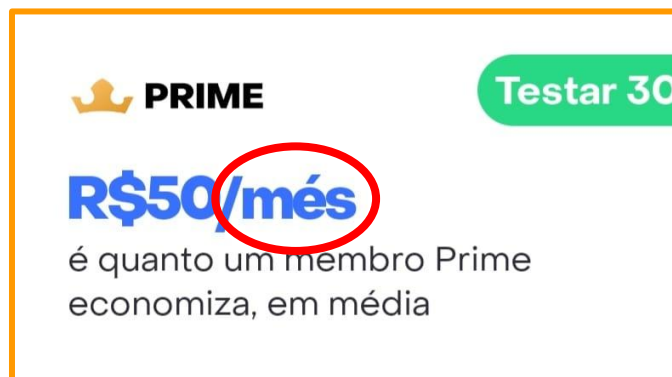 PRIME
Testar 30
R$50/més
é quanto um membro Prime
economiza, em média